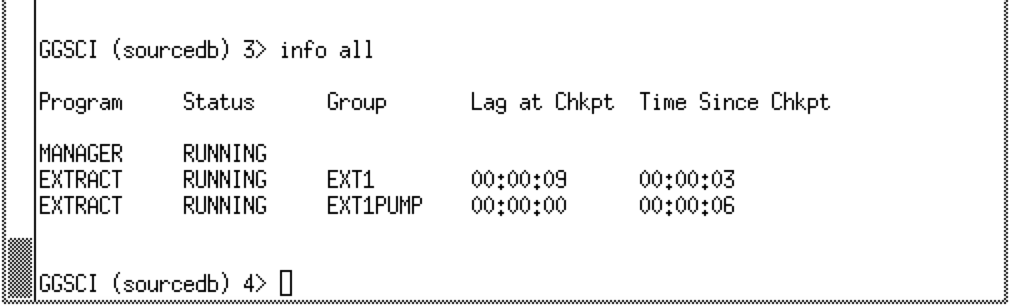 GGSCI (sourcedb) 3> info all
Program Status Group Lag at Chkpt Time Since Chkpt
MANAGER RUNNING
EXTRACT RUNNING EXT1 00:00:09 00:00:03
EXTRACT RUNNING EXT1PUMP 00:00:00 00:00:06
GGSCI (sourcedb) 4>